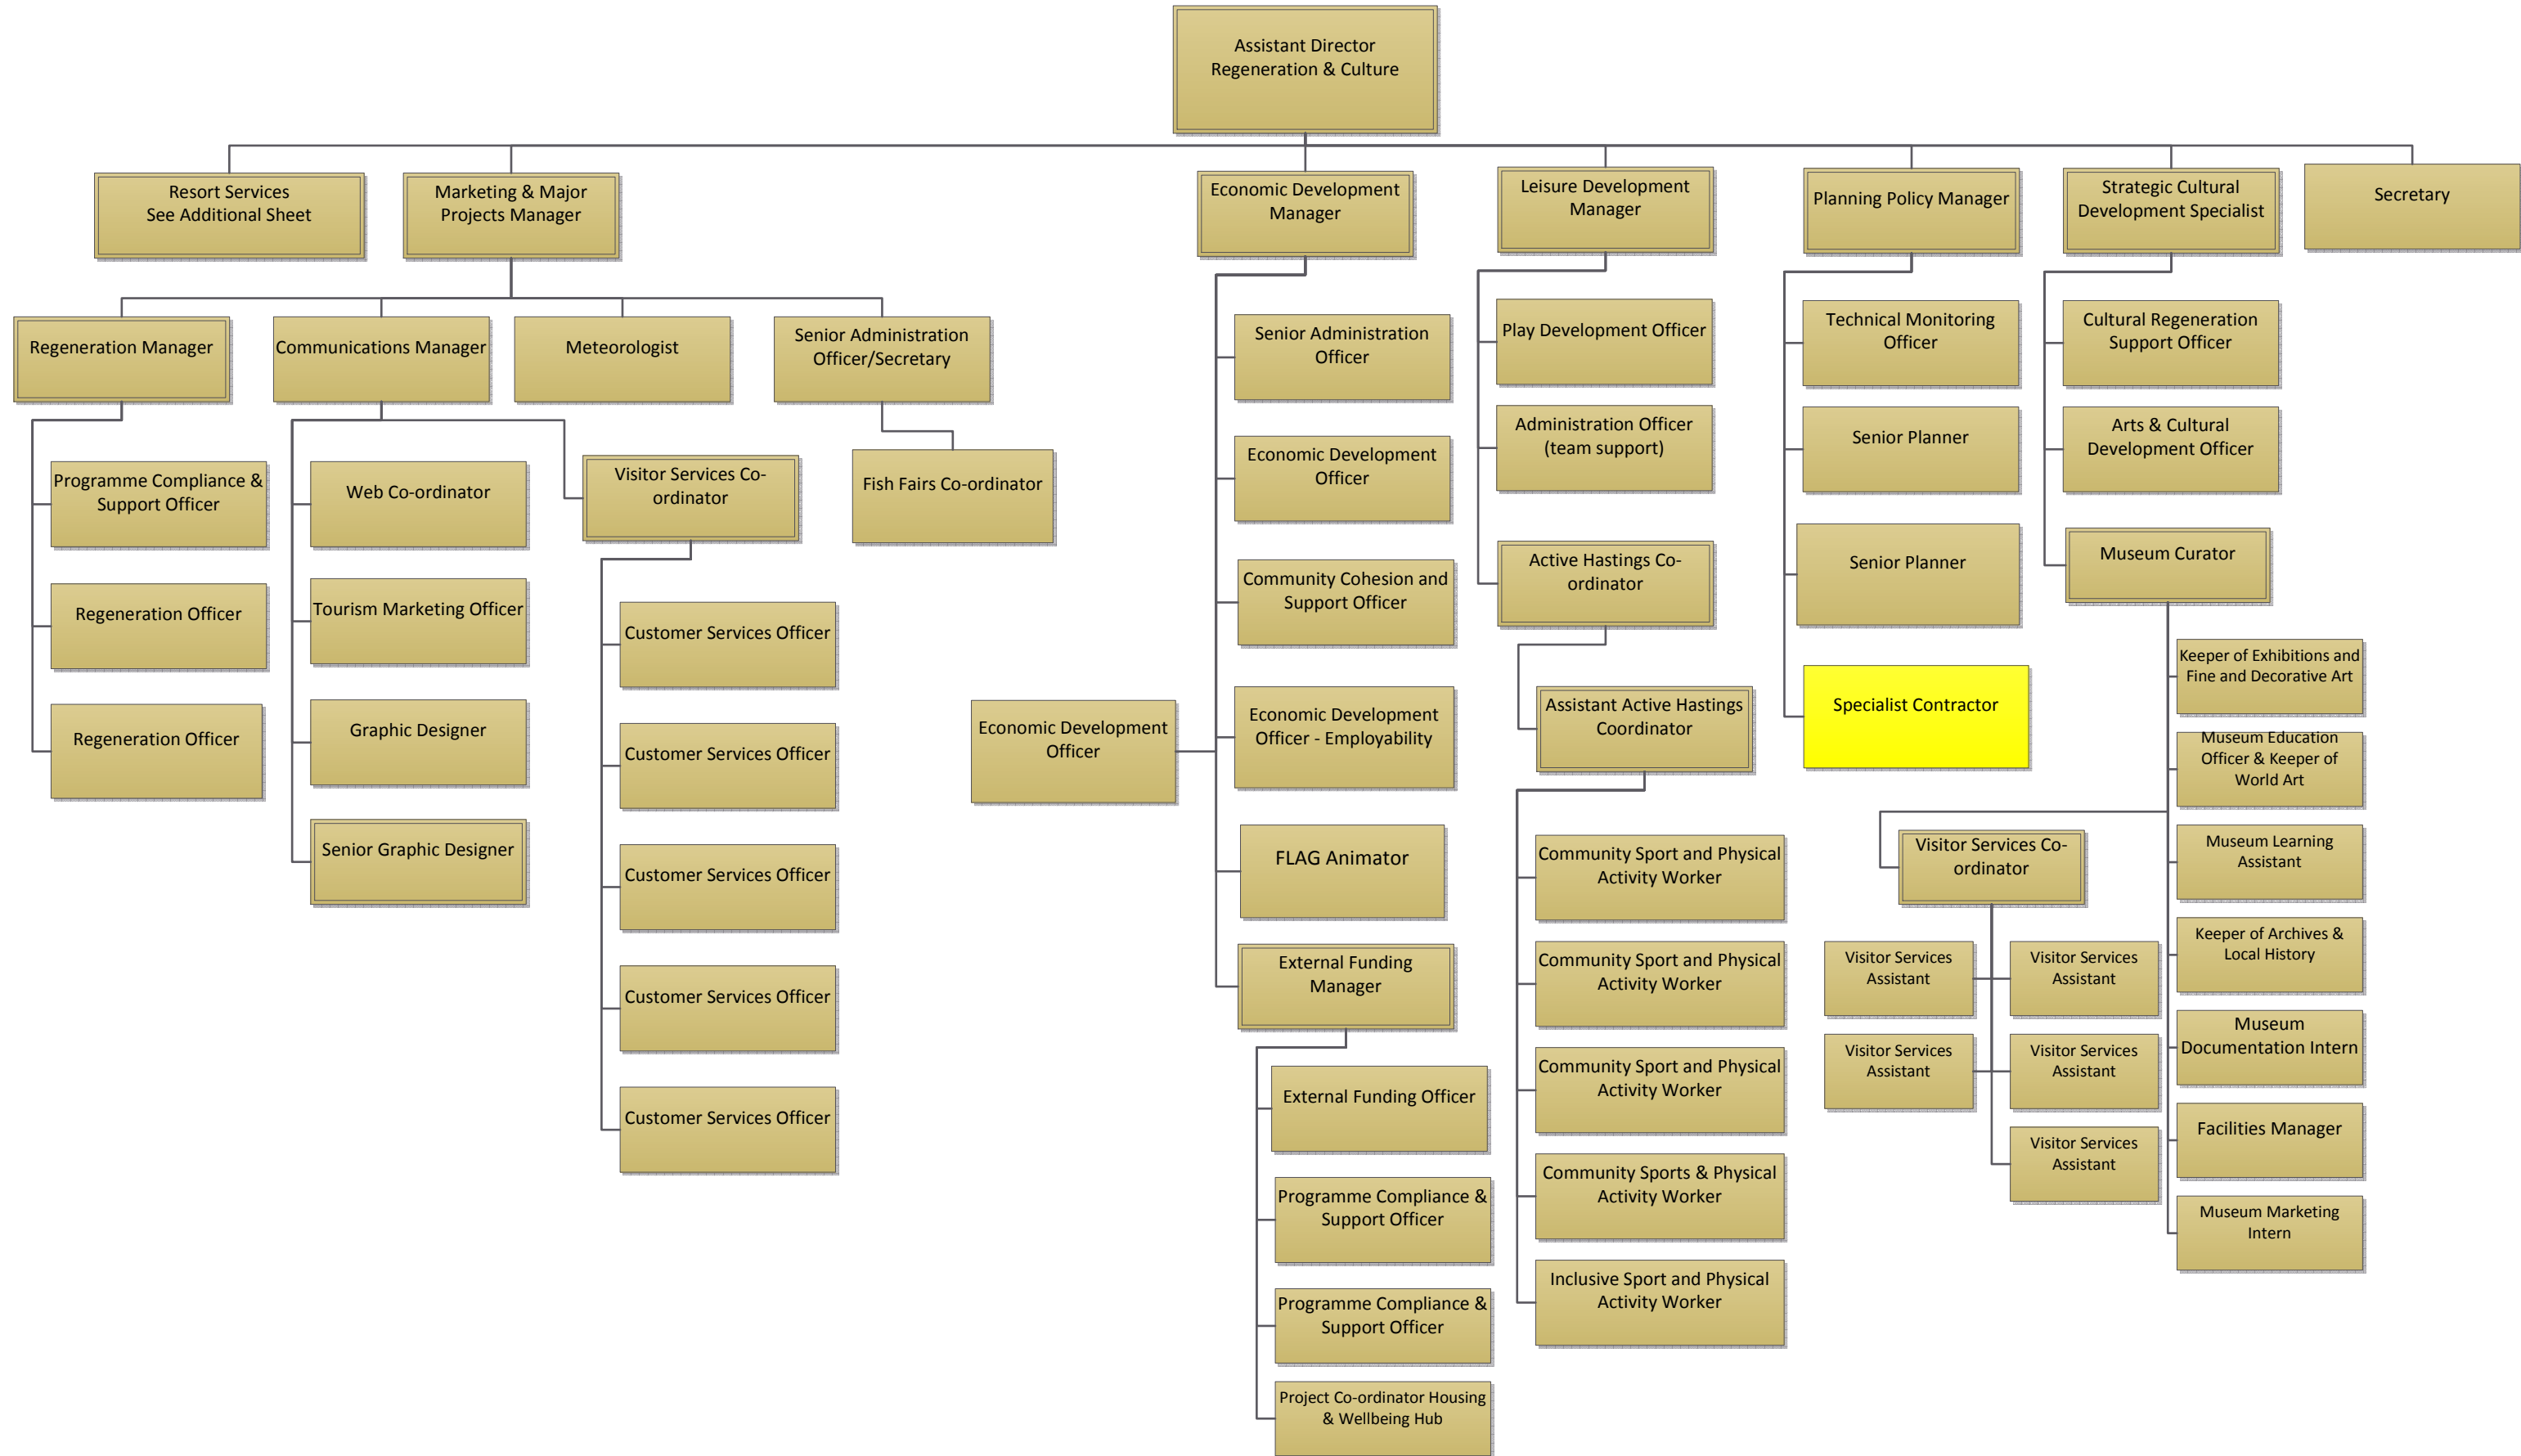 Assistant Director
Regeneration & Culture
Resort Services
See Additional Sheet
Marketing & Major
Projects Manager
Economic Development
Manager
Leisure Development
Manager
Planning Policy Manager
Strategic Cultural
Development Specialist
Secretary
Regeneration Manager
Communications Manager
Meteorologist
Senior Administration
Officer/Secretary
Programme Compliance &
Support Officer
Regeneration Officer
Regeneration Officer
Web Co-ordinator
Tourism Marketing Officer
Graphic Designer
Senior Graphic Designer
Visitor Services Co-
ordinator
Customer Services Officer
Customer Services Officer
Customer Services Officer
Customer Services Officer
Customer Services Officer
Fish Fairs Co-ordinator
Economic Development
Officer
Senior Administration
Officer
Economic Development
Officer
Community Cohesion and
Support Officer
Economic Development
Officer - Employability
FLAG Animator
External Funding
Manager
External Funding Officer
Programme Compliance &
Support Officer
Programme Compliance &
Support Officer
Project Co-ordinator Housing
& Wellbeing Hub
Play Development Officer
Administration Officer
(team support)
Active Hastings Co-
ordinator
Assistant Active Hastings
Coordinator
Community Sport and Physical
Activity Worker
Community Sport and Physical
Activity Worker
Community Sport and Physical
Activity Worker
Community Sports & Physical
Activity Worker
Inclusive Sport and Physical
Activity Worker
Technical Monitoring
Officer
Senior Planner
Senior Planner
Specialist Contractor
Cultural Regeneration
Support Officer
Arts & Cultural
Development Officer
Museum Curator
Keeper of Exhibitions and
Fine and Decorative Art
Museum Education
Officer & Keeper of
World Art
Museum Learning
Assistant
Keeper of Archives &
Local History
Museum
Documentation Intern
Facilities Manager
Museum Marketing
Intern
Visitor Services Co-
ordinator
Visitor Services
Assistant
Visitor Services
Assistant
Visitor Services
Assistant
Visitor Services
Assistant
Visitor Services
Assistant